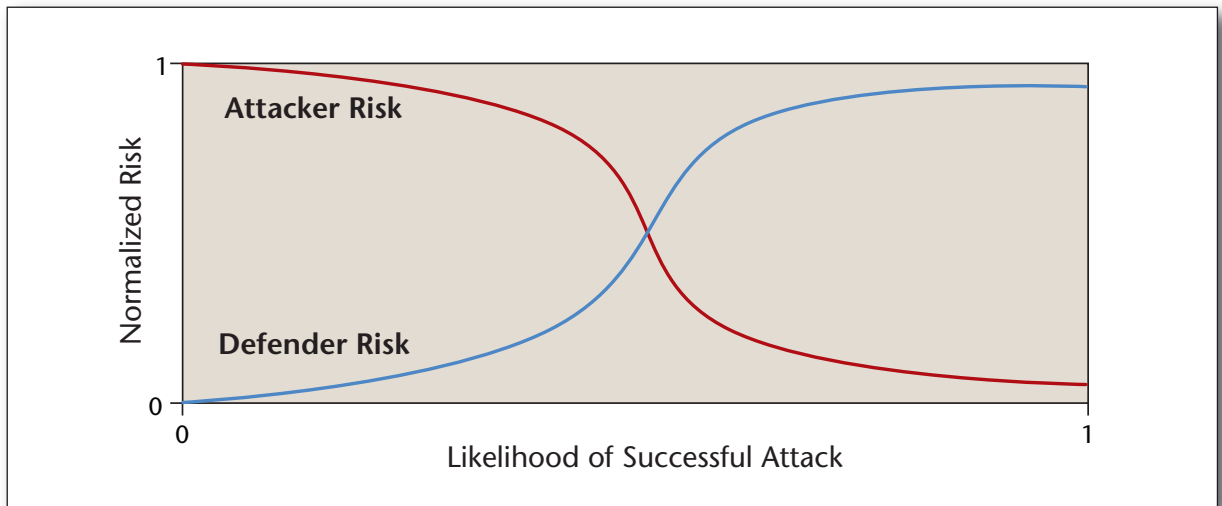 1
Attacker Risk
Normalized Risk
Defender Risk
0
0
1
Likelihood of Successful Attack